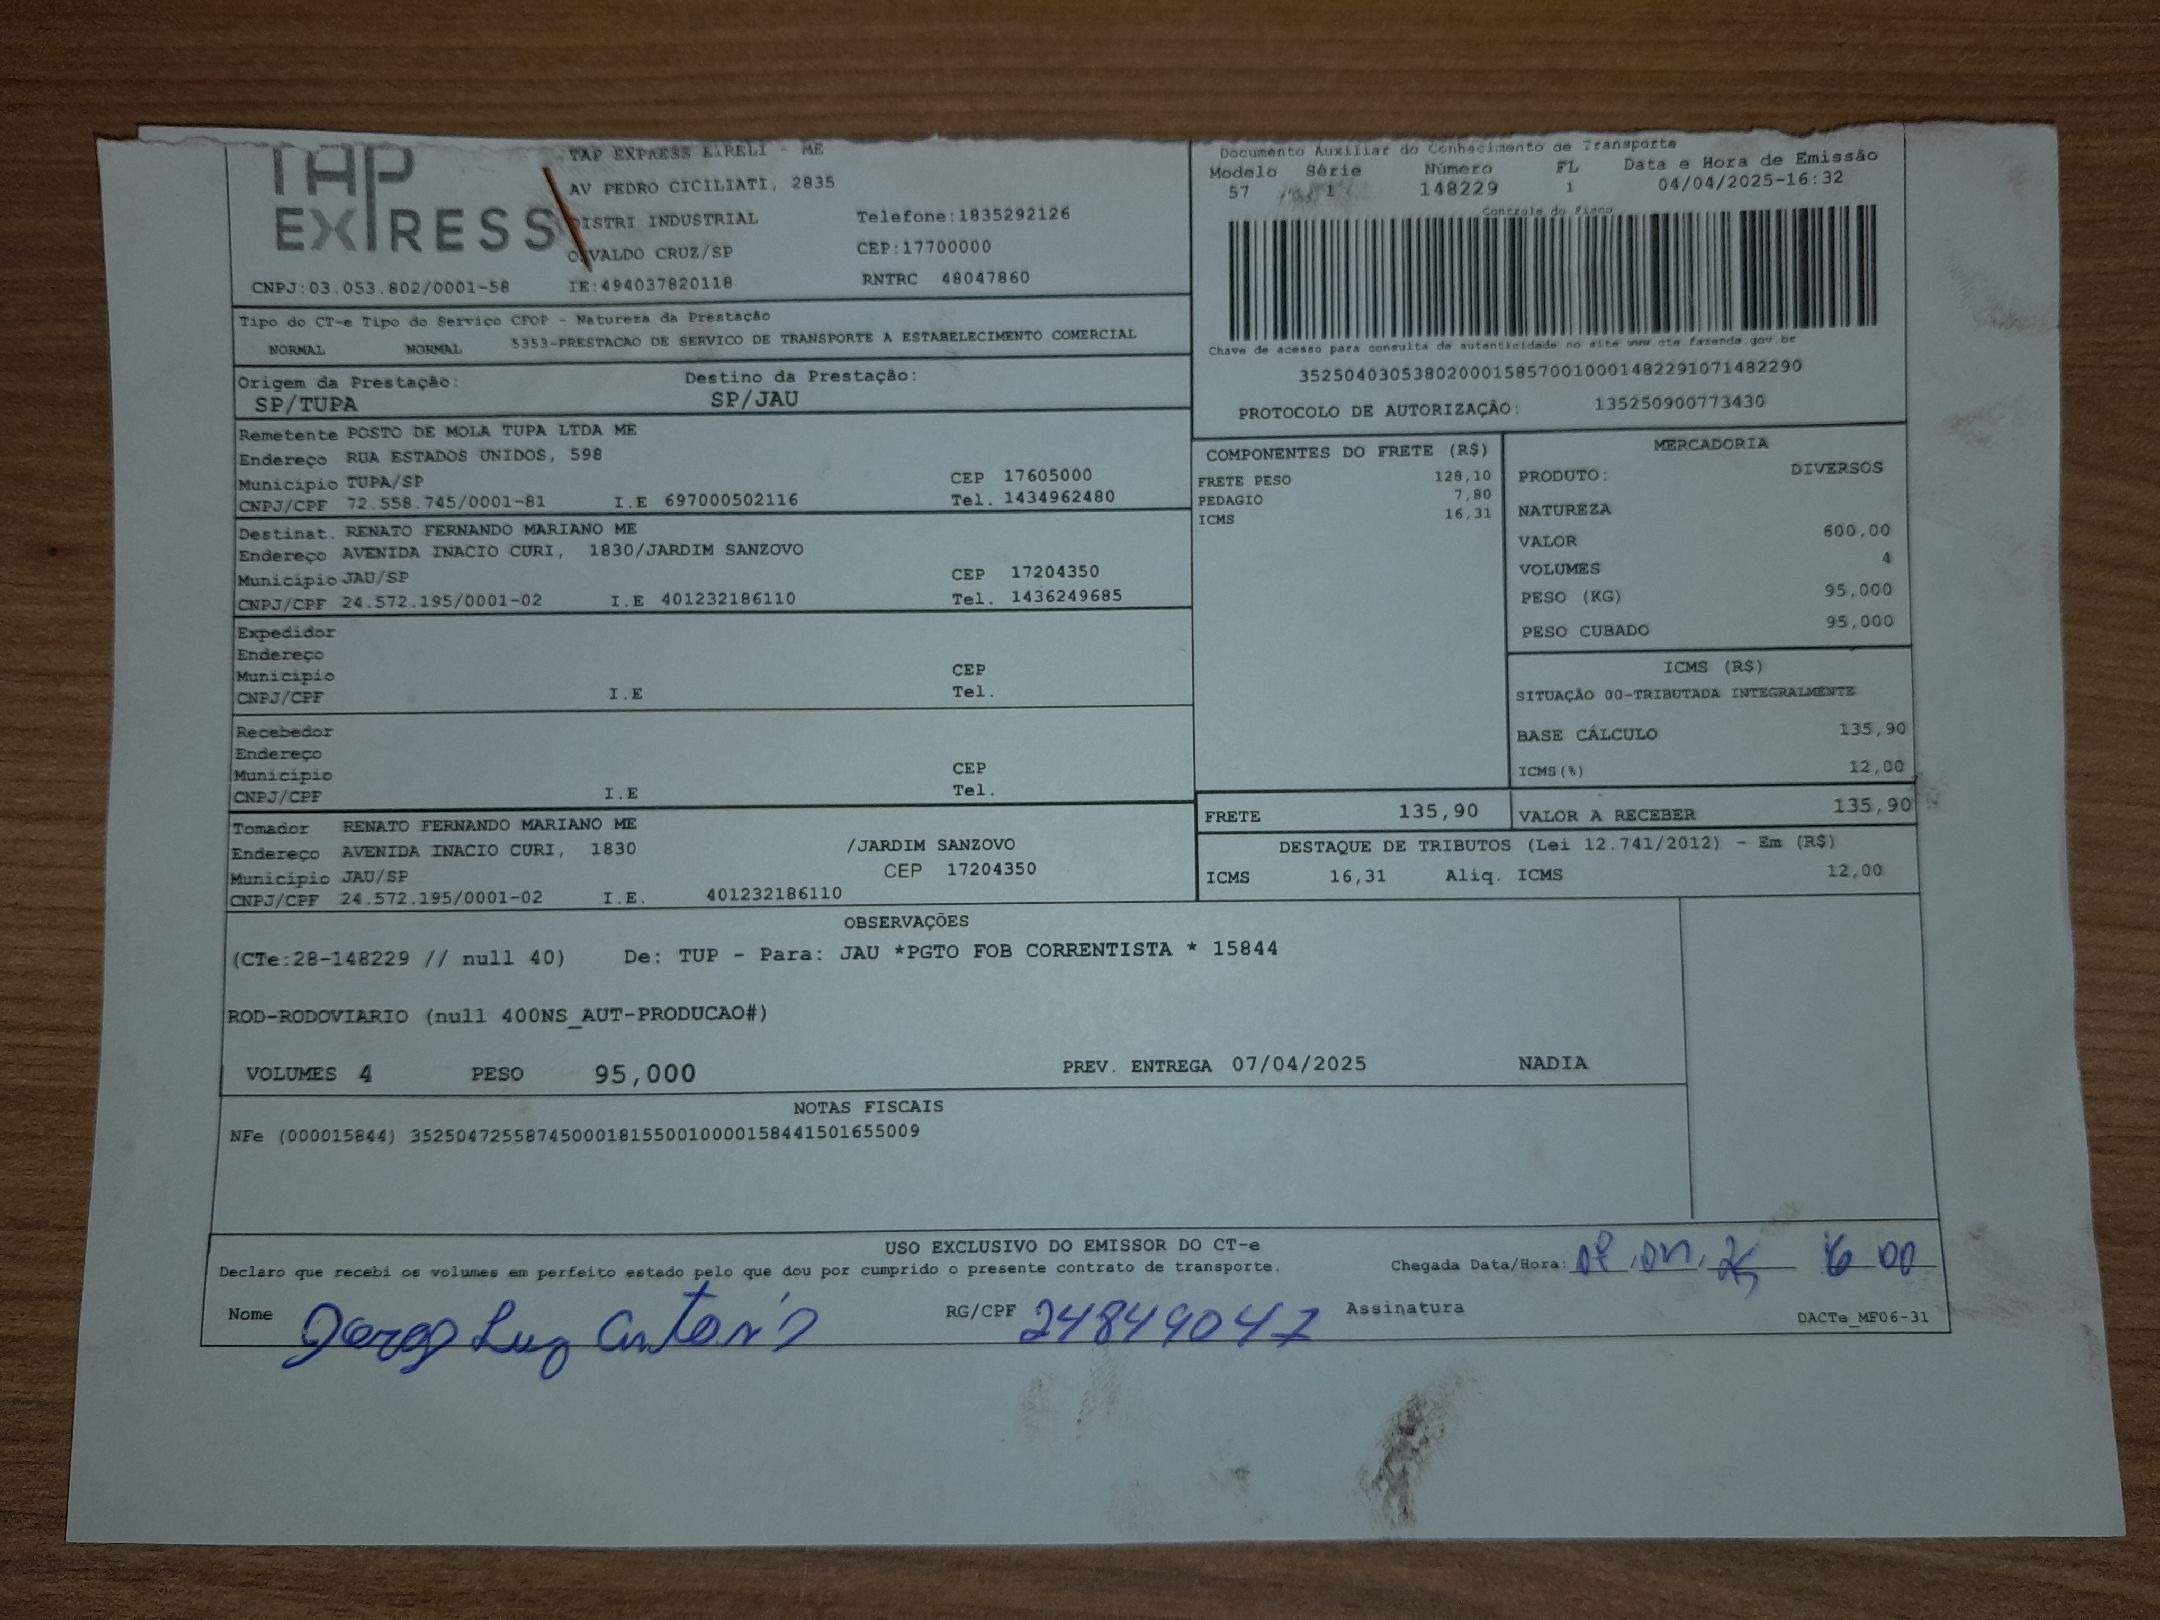 TAP
EXPRESS
TAP EXPRESS EIRELI - ME
AV PEDRO CICILIATI, 2835
DISTRI INDUSTRIAL Telefone:1835292126
OSVALDO CRUZ/SP CEP:17700000
CNPJ:03.053.802/0001-58 IE:494037820118 RNTRC 48047860
Documento Auxiliar do Conhecimento de Transporte
Modelo Série Número FL Data e Hora de Emissão
57 1 148229 1 04/04/2025-16:32
Controle do Fisco
Chave de acesso para consulta de autenticidade no site www.cte.fazenda.gov.br
35250403053802000158570010001482291071482290
PROTOCOLO DE AUTORIZAÇÃO: 135250900773430
Tipo do CT-e Tipo do Serviço CFOP - Natureza da Prestação
NORMAL NORMAL 5353-PRESTACAO DE SERVICO DE TRANSPORTE A ESTABELECIMENTO COMERCIAL
Origem da Prestação: Destino da Prestação:
SP/TUPA SP/JAU
Remetente POSTO DE MOLA TUPA LTDA ME
Endereço RUA ESTADOS UNIDOS, 598
Município TUPA/SP CEP 17605000
CNPJ/CPF 72.558.745/0001-81 I.E 697000502116 Tel. 1434962480
Destinat. RENATO FERNANDO MARIANO ME
Endereço AVENIDA INACIO CURI, 1830/JARDIM SANZOVO
Município JAU/SP CEP 17204350
CNPJ/CPF 24.572.195/0001-02 I.E 401232186110 Tel. 1436249685
Expedidor
Endereço
Município CEP
CNPJ/CPF I.E Tel.
Recebedor
Endereço
Município CEP
CNPJ/CPF I.E Tel.
Tomador RENATO FERNANDO MARIANO ME
Endereço AVENIDA INACIO CURI, 1830 /JARDIM SANZOVO
Município JAU/SP CEP 17204350
CNPJ/CPF 24.572.195/0001-02 I.E. 401232186110
COMPONENTES DO FRETE (R$)
FRETE PESO 128,10
PEDAGIO 7,80
ICMS 16,31
MERCADORIA
PRODUTO: DIVERSOS
NATUREZA
VALOR 600,00
VOLUMES 4
PESO (KG) 95,000
PESO CUBADO 95,000
ICMS (R$)
SITUAÇÃO 00-TRIBUTADA INTEGRALMENTE
BASE CÁLCULO 135,90
ICMS(%) 12,00
FRETE 135,90 VALOR A RECEBER 135,90
DESTAQUE DE TRIBUTOS (Lei 12.741/2012) - Em (R$)
ICMS 16,31 Aliq. ICMS 12,00
OBSERVAÇÕES
(CTe:28-148229 // null 40) De: TUP - Para: JAU *PGTO FOB CORRENTISTA * 15844
ROD-RODOVIARIO (null 400NS_AUT-PRODUCAO#)
VOLUMES 4 PESO 95,000 PREV. ENTREGA 07/04/2025 NADIA
NOTAS FISCAIS
NFe (000015844) 35250472558745000181550010000158441501655009
USO EXCLUSIVO DO EMISSOR DO CT-e
Declaro que recebi os volumes em perfeito estado pelo que dou por cumprido o presente contrato de transporte. Chegada Data/Hora:
Nome Luiz Antonio RG/CPF 24849047 Assinatura
DACTe_MF06-31